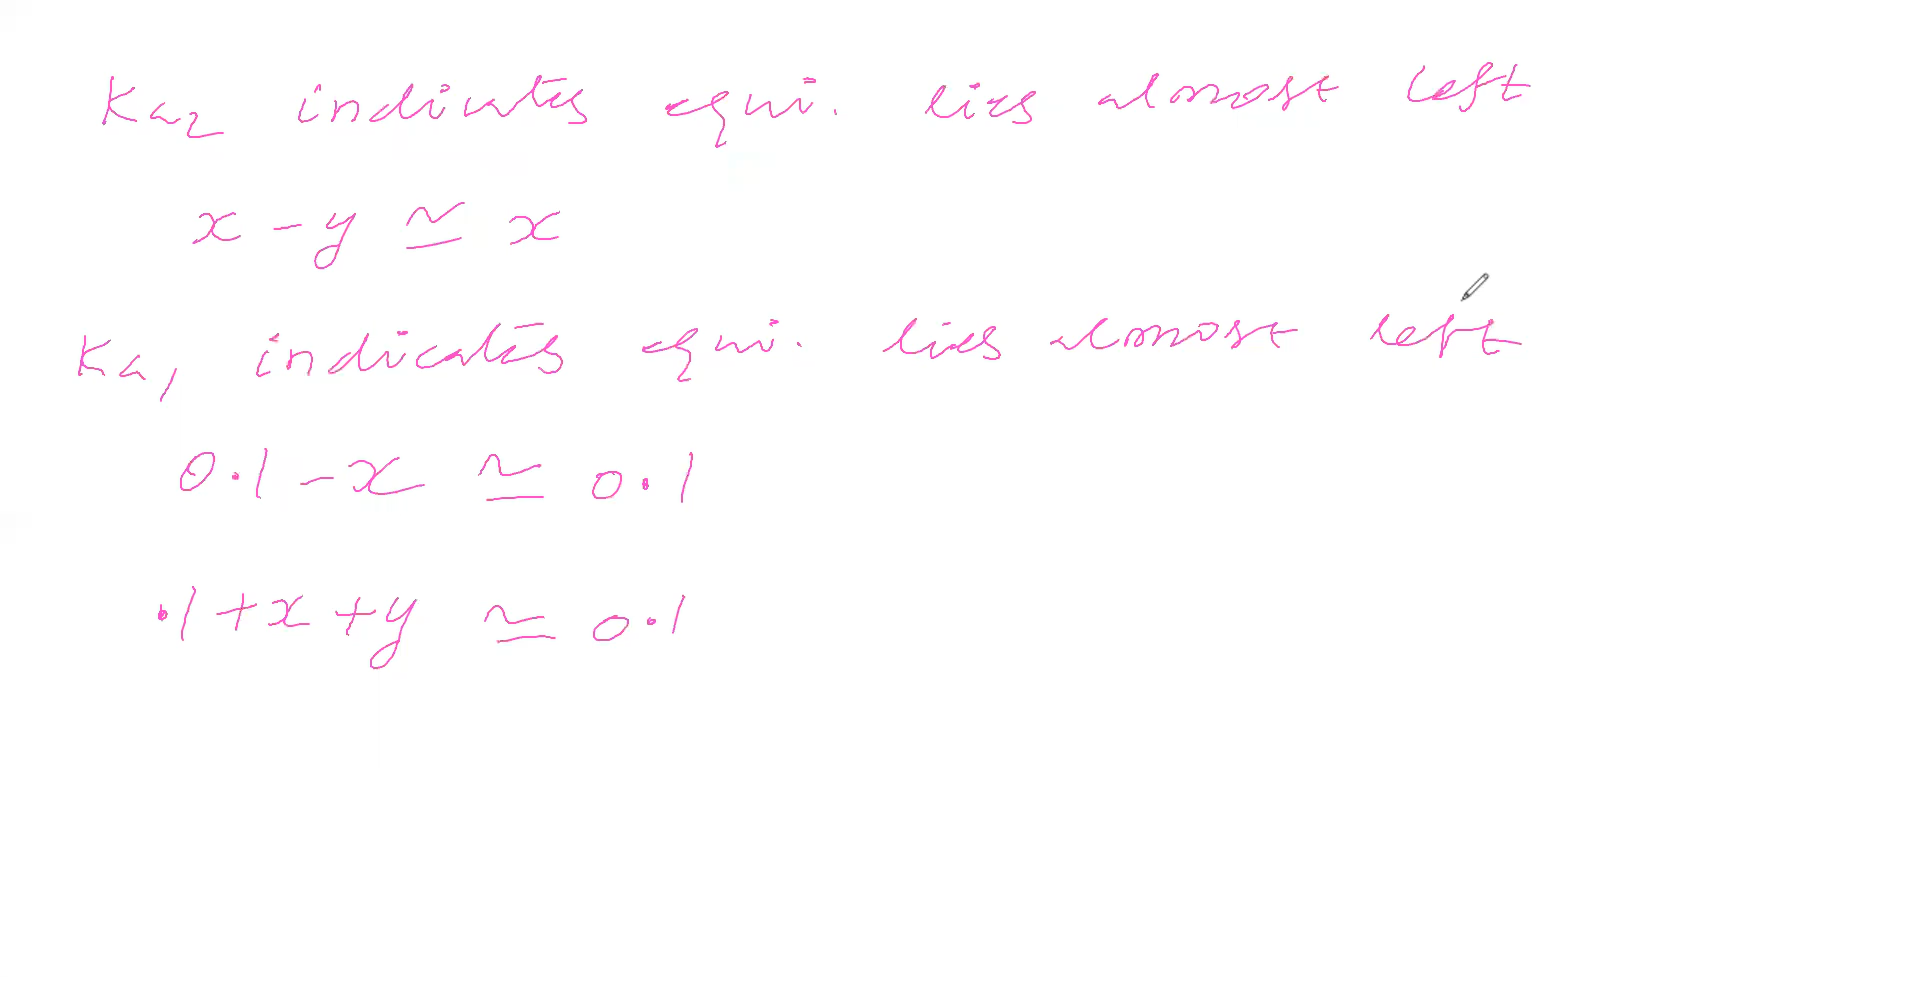 Ka₂ indicates equi. lies almost left
x - y ≃ x
Ka₁ indicates equi. lies almost left
0.1 - x ≃ 0.1
.1 + x + y ≃ 0.1